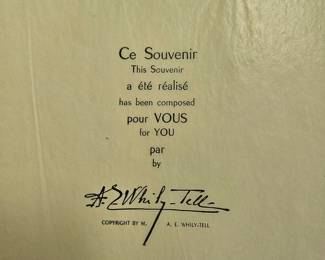 Ce Souvenir
This Souvenir
a été réalisé
has been composed
pour VOUS
for YOU
par
by
A. E. Whily-Tell
COPYRIGHT BY M. A. E. WHILY-TELL